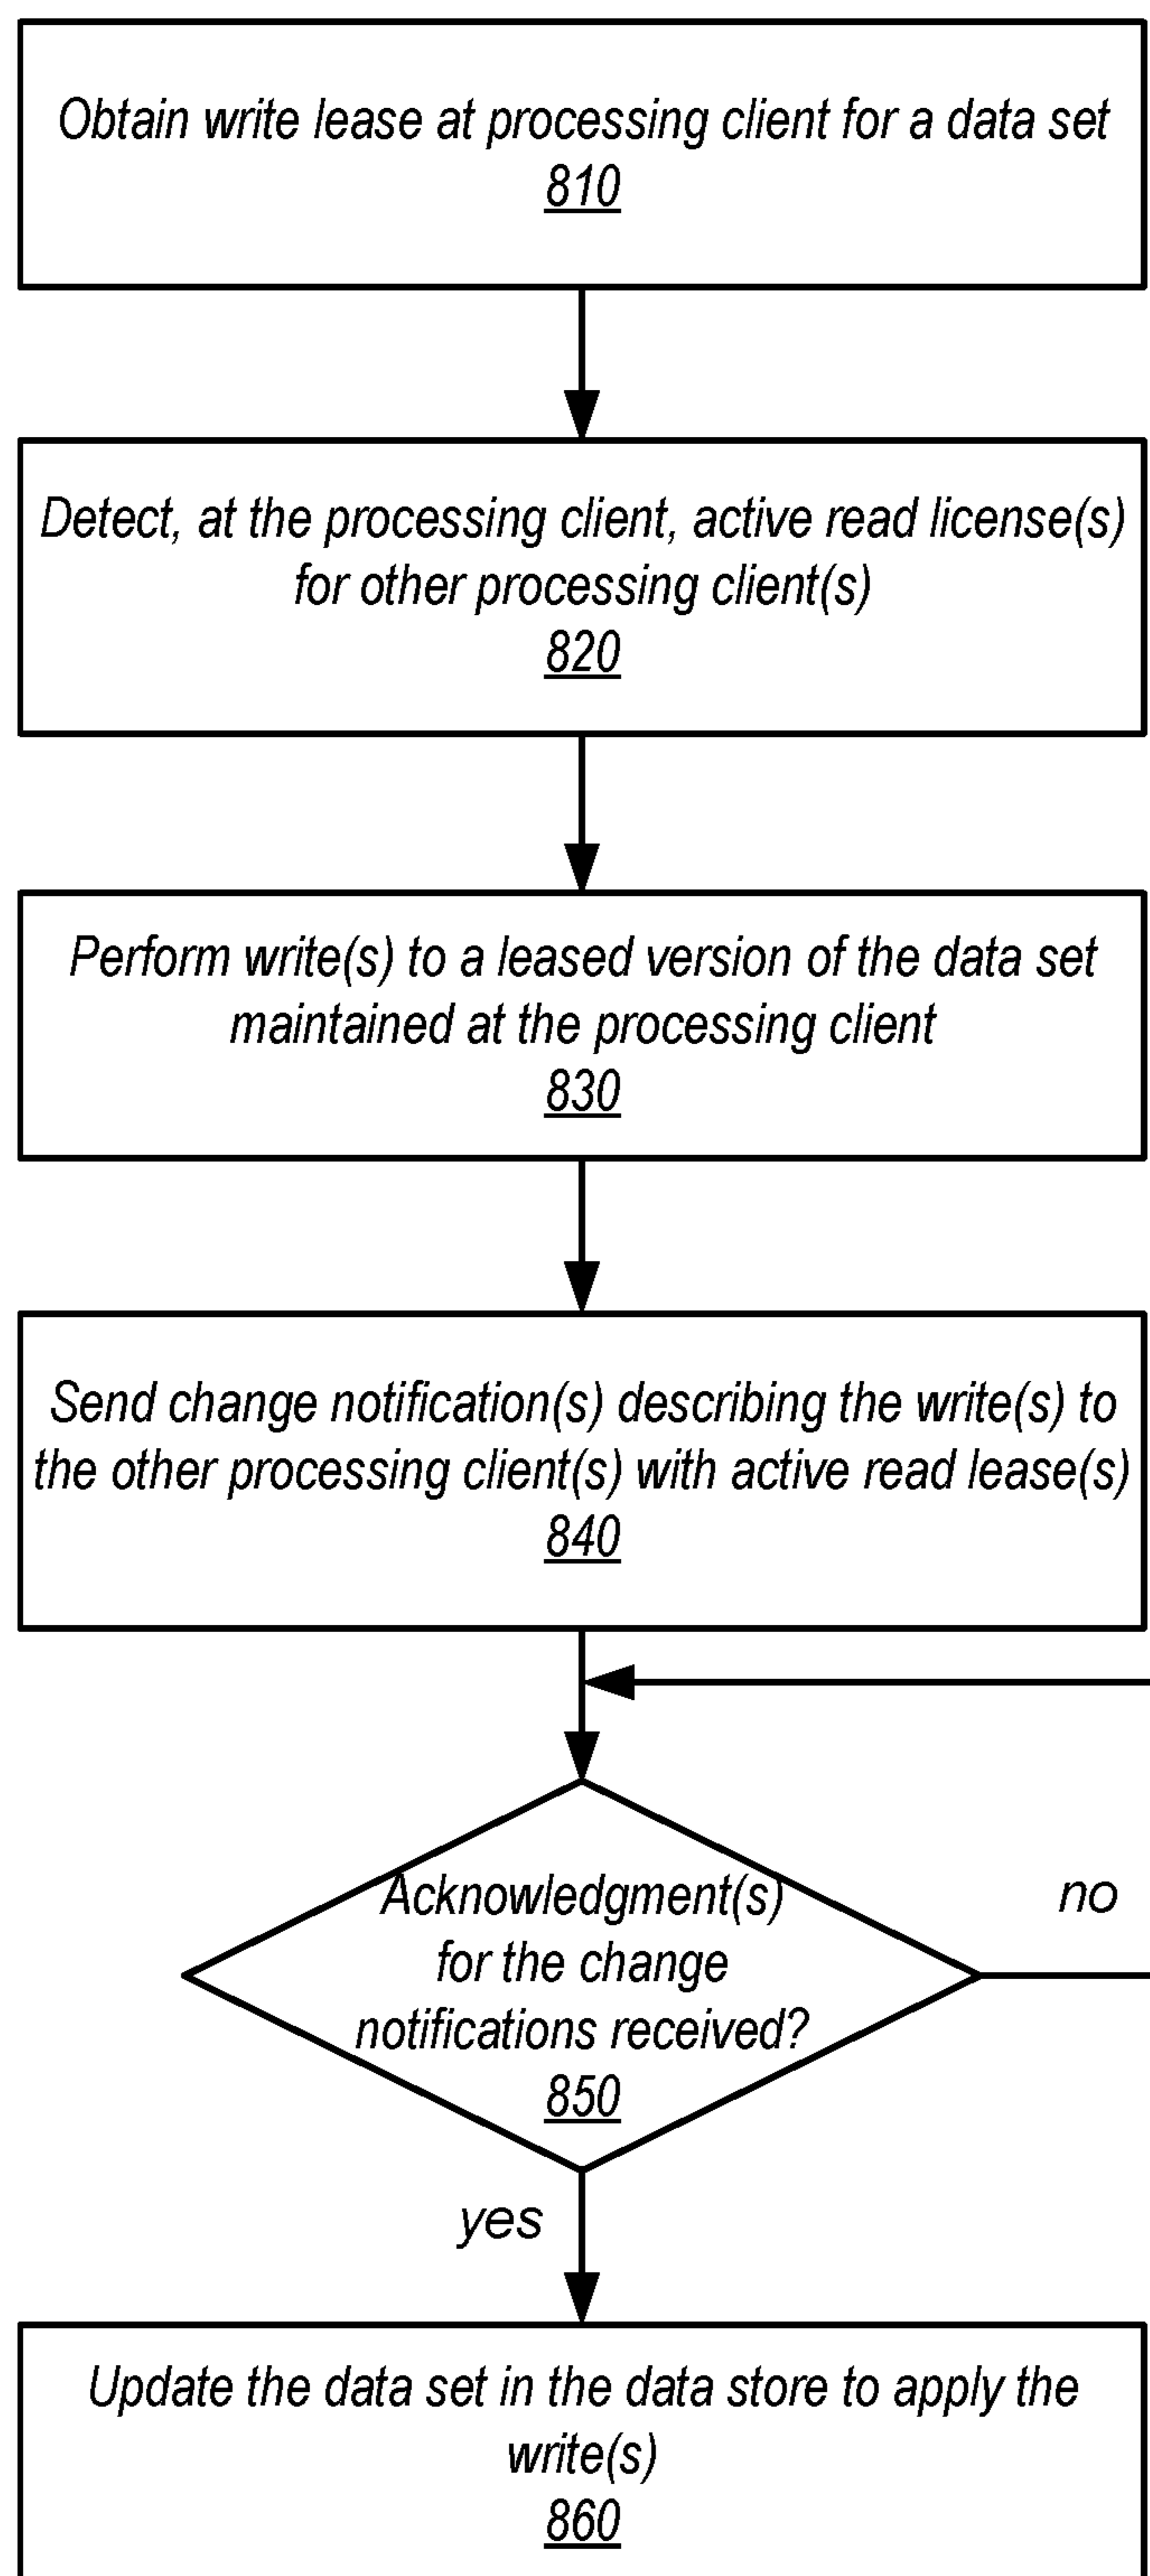 Obtain write lease at processing client for a data set
810
Detect, at the processing client, active read license(s)
for other processing client(s)
820
Perform write(s) to a leased version of the data set
maintained at the processing client
830
Send change notification(s) describing the write(s) to
the other processing client(s) with active read lease(s)
840
Acknowledgment(s)
for the change
notifications received?
850
no
yes
Update the data set in the data store to apply the
write(s)
860